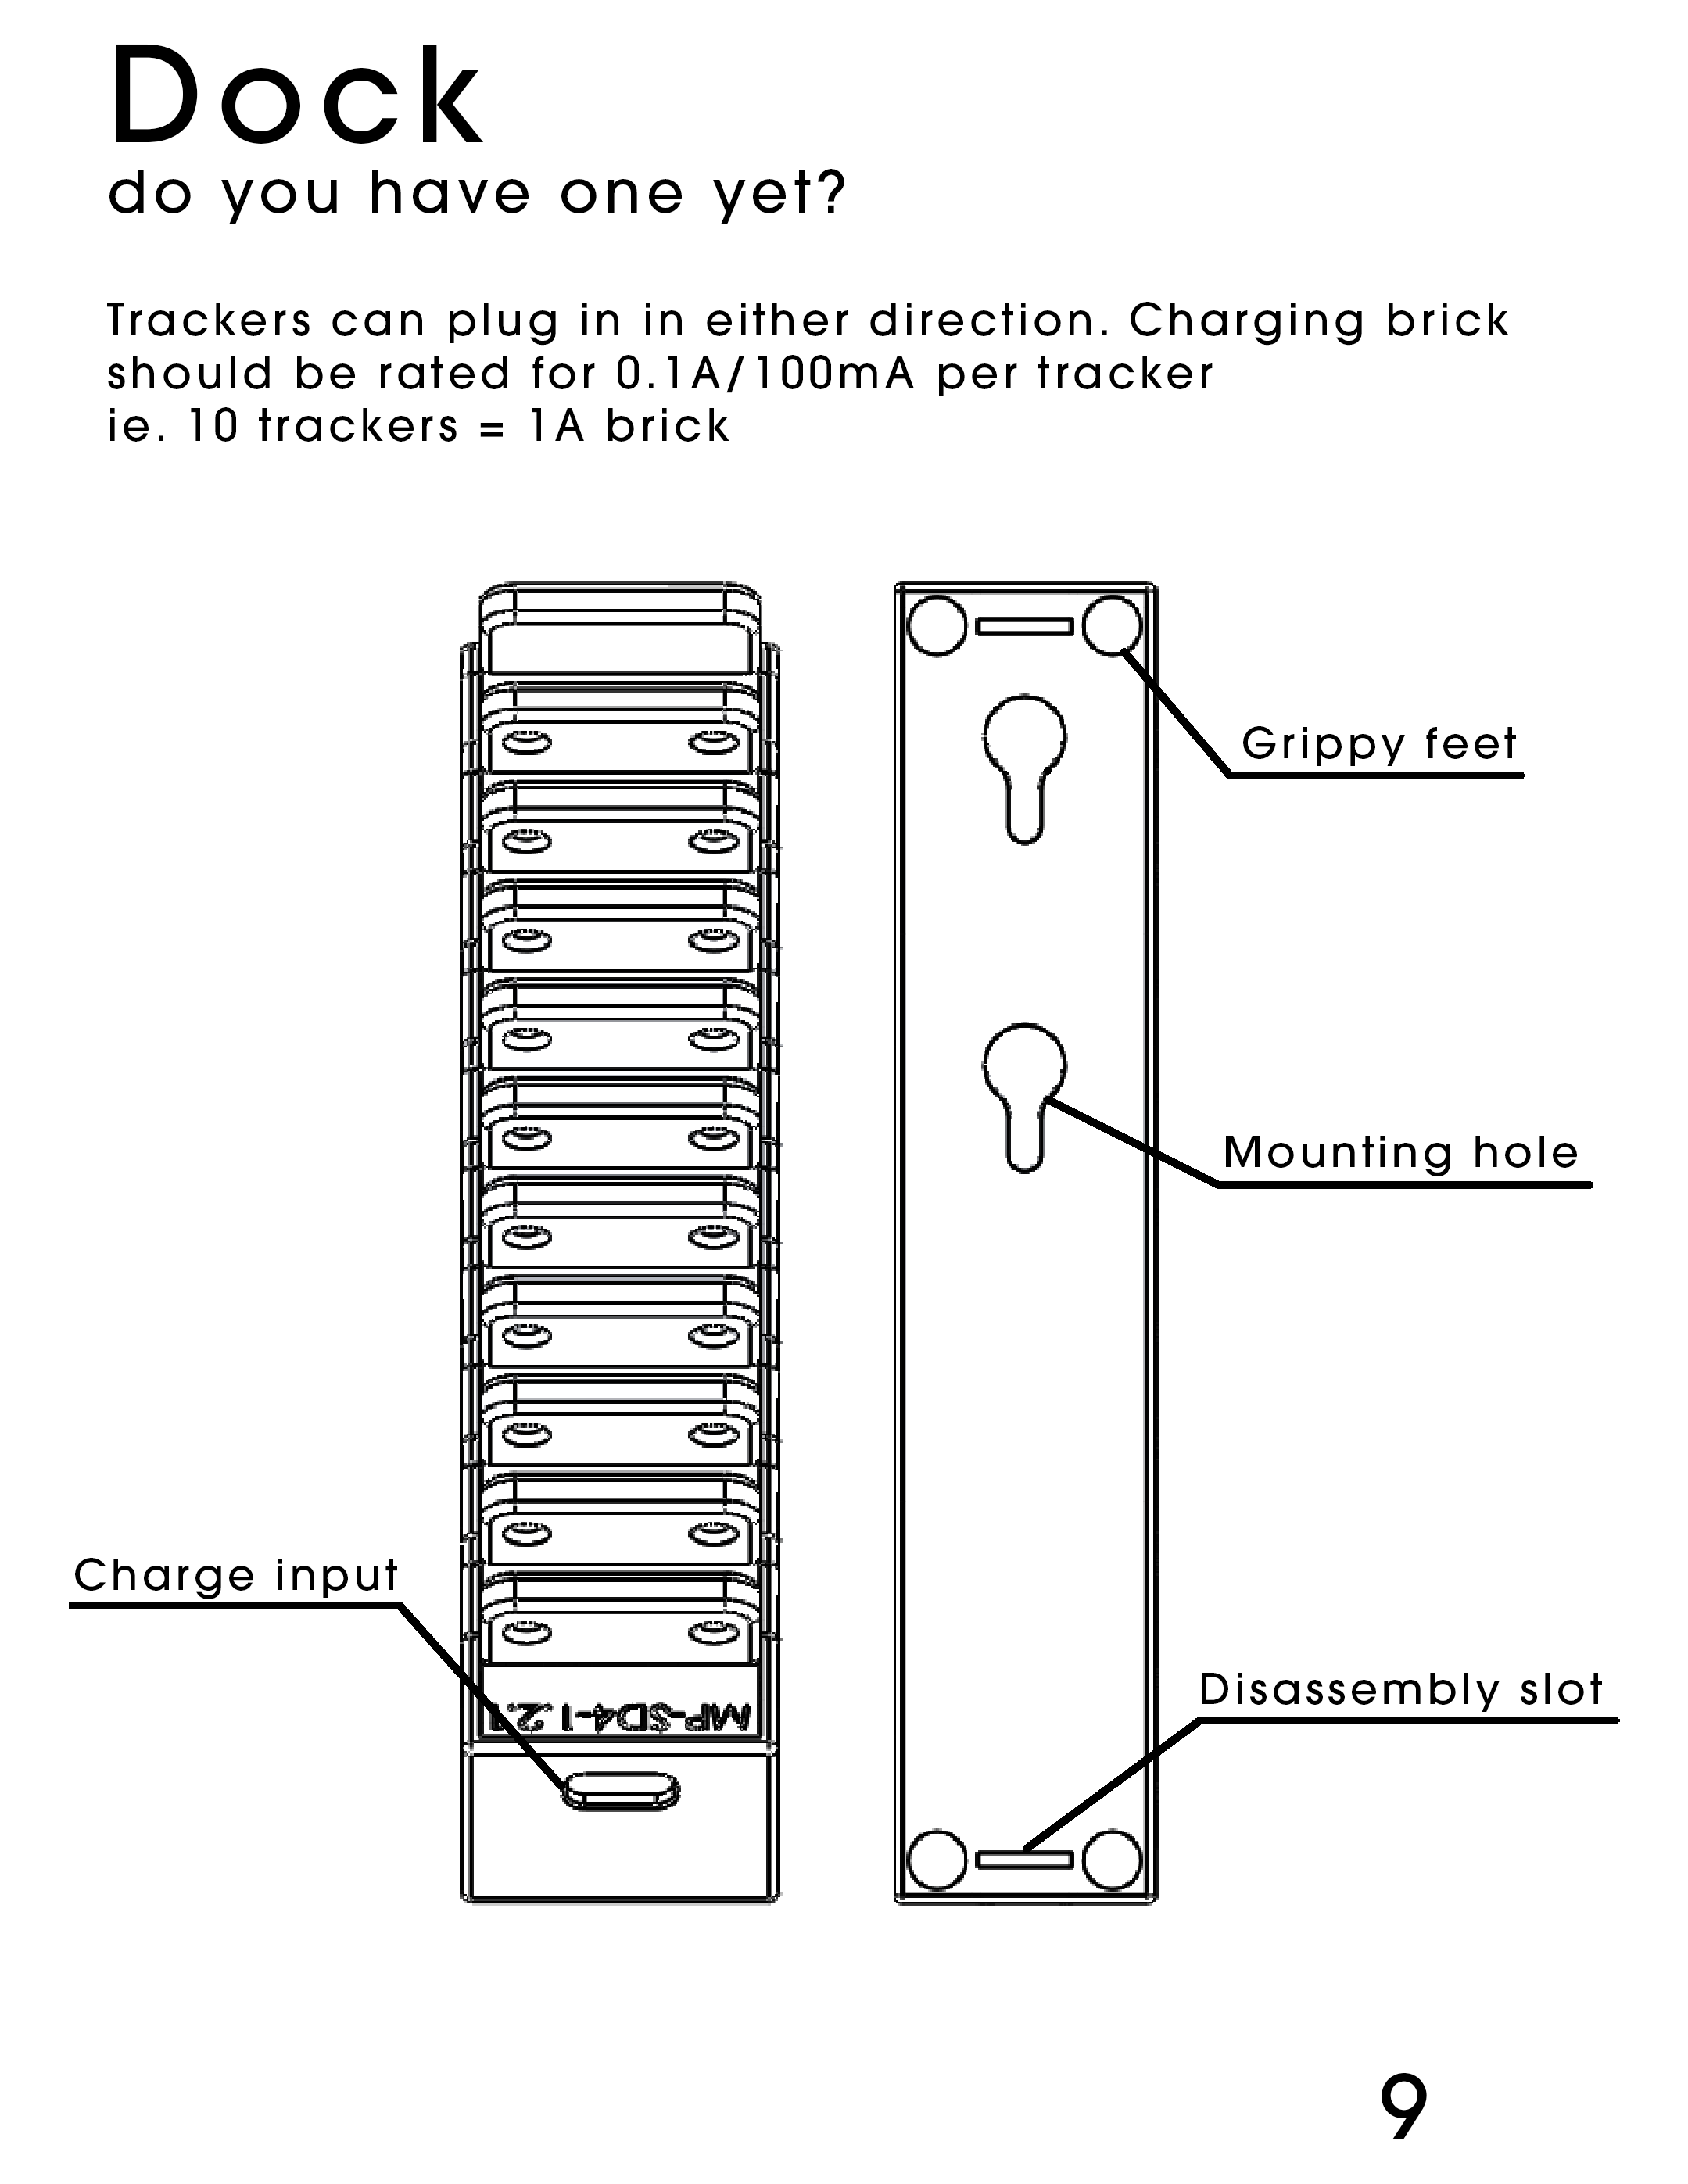 Dock
do you have one yet?
Trackers can plug in in either direction. Charging brick
should be rated for 0.1A/100mA per tracker
ie. 10 trackers = 1A brick
Grippy feet
Mounting hole
Charge input
Disassembly slot
MP-SD4-1.2.1
9